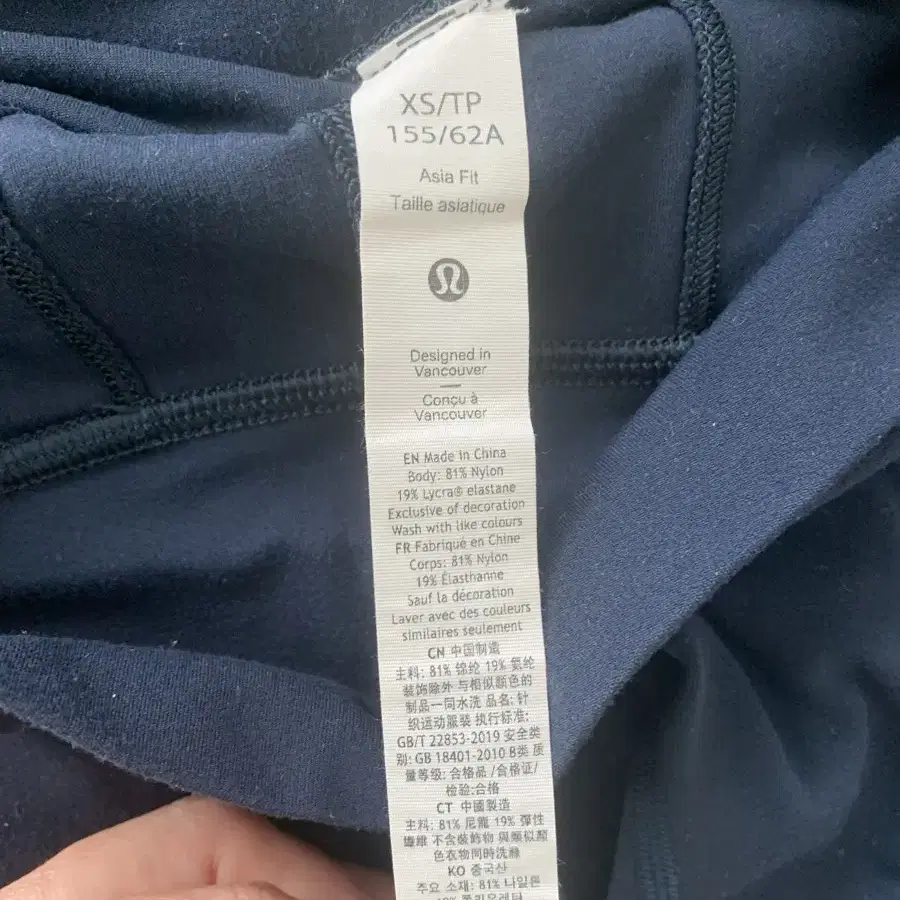 XS/TP
155/62A
Asia Fit
Taille asiatique
Designed in
Vancouver
Conçu à
Vancouver
EN Made in China
Body: 81% Nylon
19% Lycra® elastane
Exclusive of decoration
Wash with like colours
FR Fabriqué en Chine
Corps: 81% Nylon
19% Élasthanne
Sauf la décoration
Laver avec des couleurs
similaires seulement
CN 中国制造
主料: 81% 锦纶 19% 氨纶
装饰除外 与相似颜色的
制品一同水洗 品名: 针
织运动服装 执行标准:
GB/T 22853-2019 安全类
别: GB 18401-2010 B类 质
量等级: 合格品 /合格证/
检验:合格
CT 中國製造
主料: 81% 尼龍 19% 彈性
纖維 不含裝飾物 與類似顏
色衣物同時洗滌
KO 중국산
주요 소재: 81% 나일론